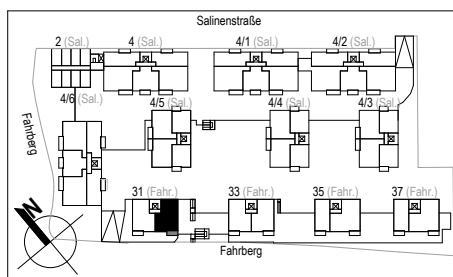 Salinenstraße
2 (Sal.) 4 (Sal.) 4/1 (Sal.) 4/2 (Sal.)
4/6 (Sal.) 4/5 (Sal.) 4/4 (Sal.) 4/3 (Sal.)
Fahrberg
31 (Fahr.) 33 (Fahr.) 35 (Fahr.) 37 (Fahr.)
N
Fahrberg